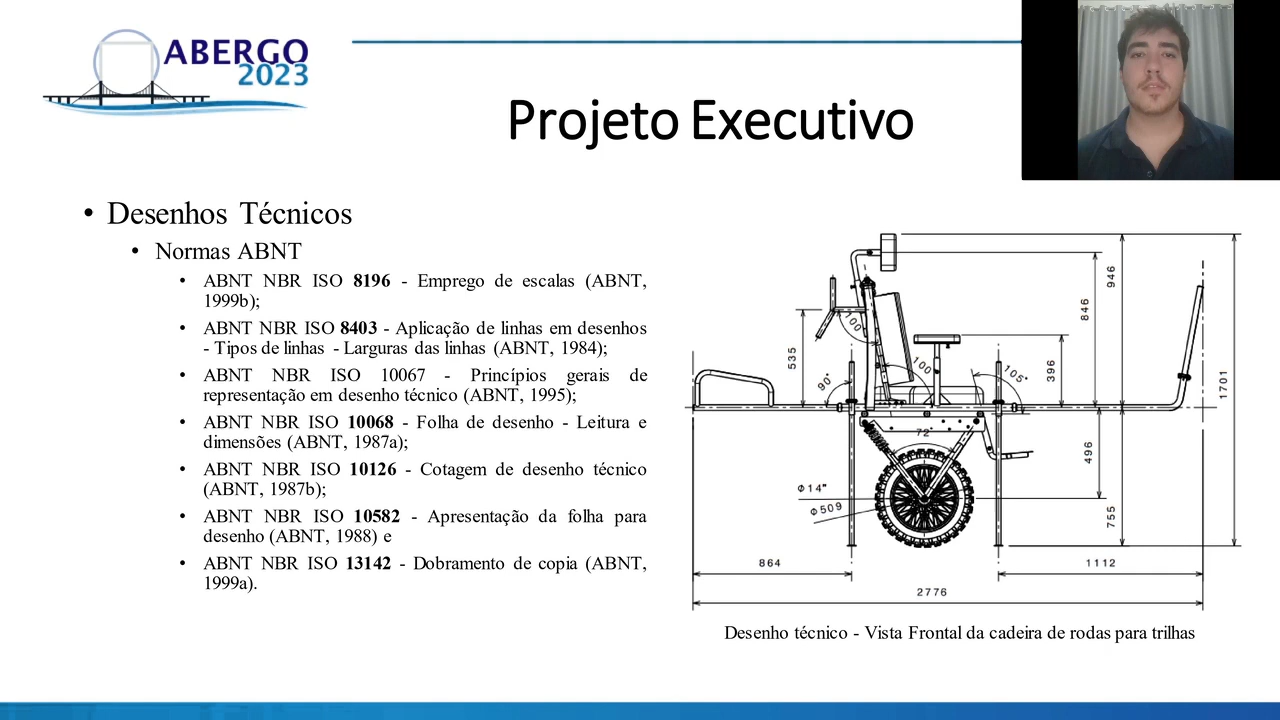 ABERGO
2023
Projeto Executivo
• Desenhos Técnicos
• Normas ABNT
• ABNT NBR ISO 8196 - Emprego de escalas (ABNT,
1999b);
• ABNT NBR ISO 8403 - Aplicação de linhas em desenhos
- Tipos de linhas - Larguras das linhas (ABNT, 1984);
• ABNT NBR ISO 10067 - Princípios gerais de
representação em desenho técnico (ABNT, 1995);
• ABNT NBR ISO 10068 - Folha de desenho - Leitura e
dimensões (ABNT, 1987a);
• ABNT NBR ISO 10126 - Cotagem de desenho técnico
(ABNT, 1987b);
• ABNT NBR ISO 10582 - Apresentação da folha para
desenho (ABNT, 1988) e
• ABNT NBR ISO 13142 - Dobramento de copia (ABNT,
1999a).
946
846
100°
535
100°
396
105°
90°
1701
72°
496
Φ14"
Φ509
755
864
1112
2776
Desenho técnico - Vista Frontal da cadeira de rodas para trilhas